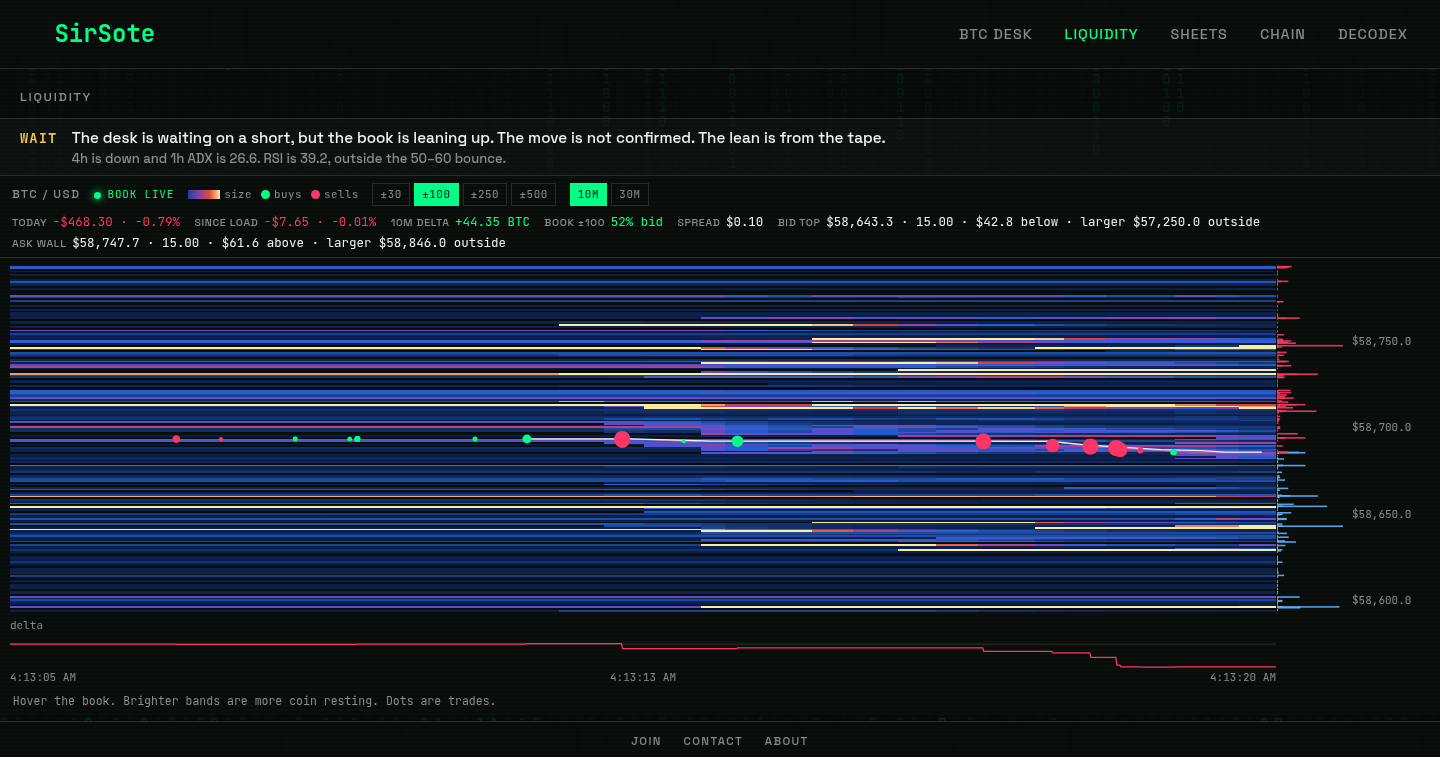 SirSote
BTC DESK LIQUIDITY SHEETS CHAIN DECODEX
LIQUIDITY
WAIT The desk is waiting on a short, but the book is leaning up. The move is not confirmed. The lean is from the tape.
4h is down and 1h ADX is 26.6. RSI is 39.2, outside the 50–60 bounce.
BTC / USD BOOK LIVE size buys sells ±30 ±100 ±250 ±500 10M 30M
TODAY -$468.30 · -0.79% SINCE LOAD -$7.65 · -0.01% 10M DELTA +44.35 BTC BOOK ±100 52% bid SPREAD $0.10 BID TOP $58,643.3 · 15.00 · $42.8 below · larger $57,250.0 outside
ASK WALL $58,747.7 · 15.00 · $61.6 above · larger $58,846.0 outside
$58,750.0
$58,700.0
$58,650.0
$58,600.0
delta
4:13:05 AM 4:13:13 AM 4:13:20 AM
Hover the book. Brighter bands are more coin resting. Dots are trades.
JOIN CONTACT ABOUT